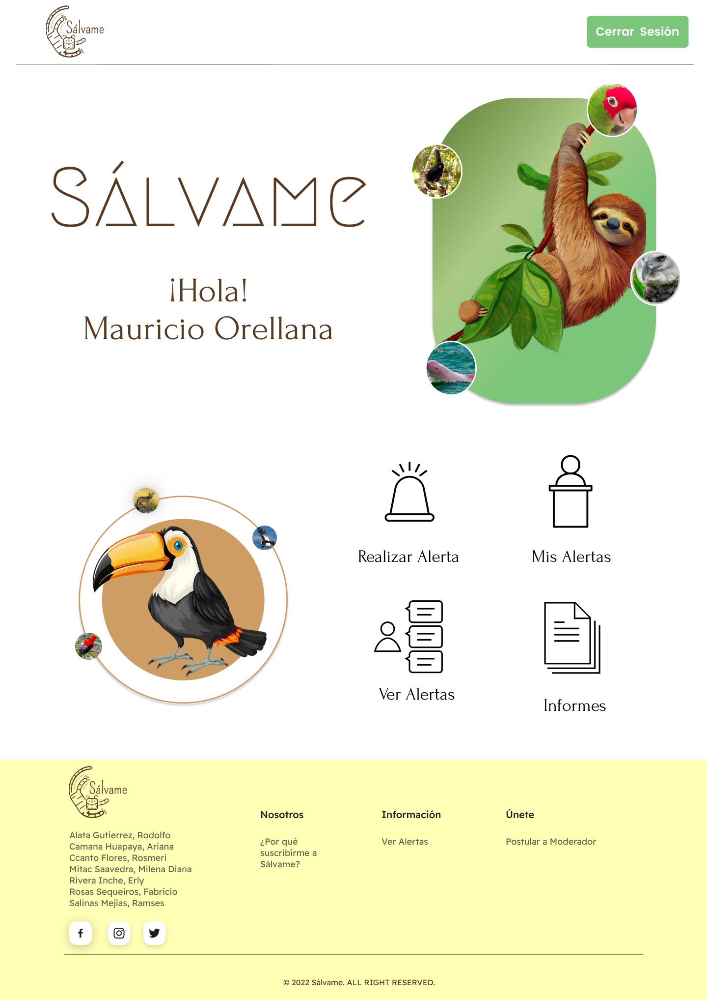 Sálvame
Cerrar Sesión
SÁLVAME
¡Hola!
Mauricio Orellana
Realizar Alerta
Mis Alertas
Ver Alertas
Informes
Sálvame
Alata Gutierrez, Rodolfo
Camana Huapaya, Ariana
Ccanto Flores, Rosmeri
Mitac Saavedra, Milena Diana
Rivera Inche, Erly
Rosas Sequeiros, Fabricio
Salinas Mejías, Ramses
Nosotros
¿Por qué
suscribirme a
Sálvame?
Información
Ver Alertas
Únete
Postular a Moderador
© 2022 Sálvame. ALL RIGHT RESERVED.